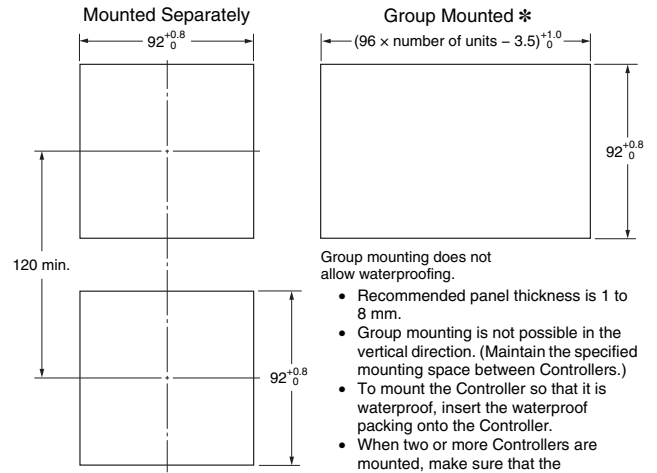 Mounted Separately
92 +0.8 0
120 min.
92 +0.8 0
Group Mounted *
(96 × number of units − 3.5) +1.0 0
92 +0.8 0
Group mounting does not
allow waterproofing.
• Recommended panel thickness is 1 to
8 mm.
• Group mounting is not possible in the
vertical direction. (Maintain the specified
mounting space between Controllers.)
• To mount the Controller so that it is
waterproof, insert the waterproof
packing onto the Controller.
• When two or more Controllers are
mounted, make sure that the